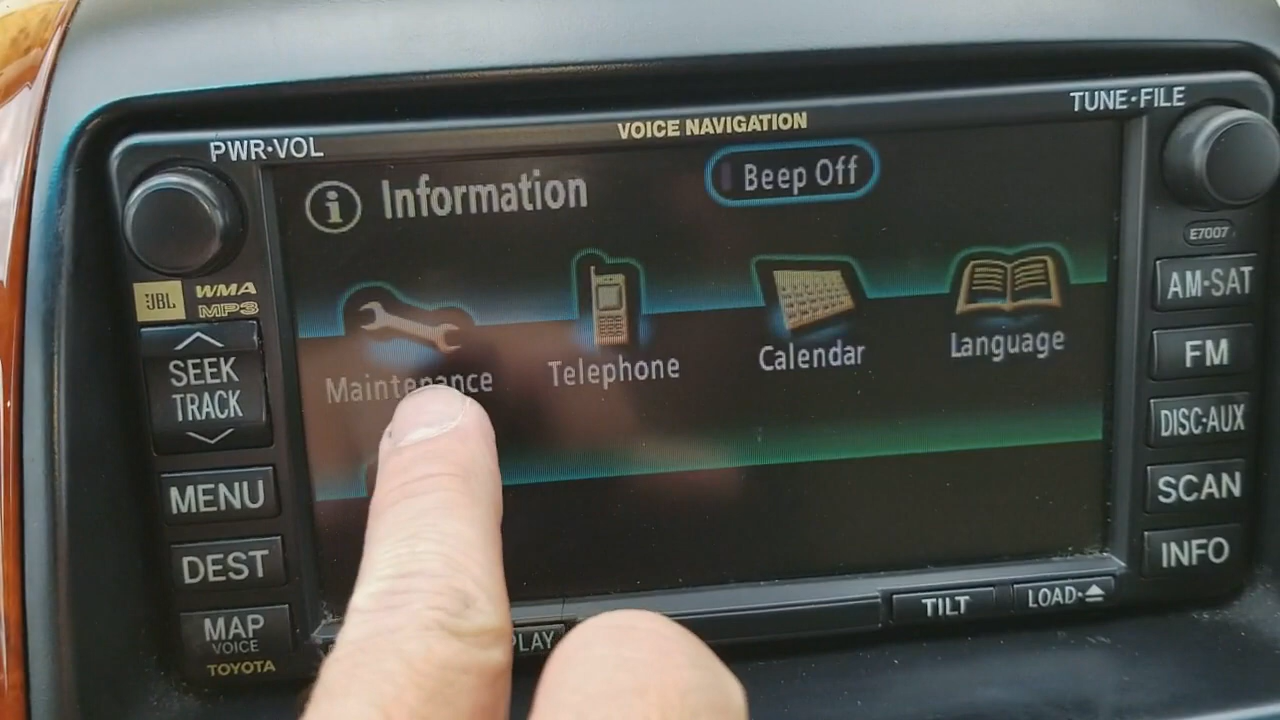 PWR·VOL
VOICE NAVIGATION
TUNE·FILE
i Information
Beep Off
E7007
JBL
WMA
MP3
SEEK
TRACK
MENU
DEST
MAP
VOICE
TOYOTA
Maintenance
Telephone
Calendar
Language
AM·SAT
FM
DISC·AUX
SCAN
INFO
TILT
LOAD·